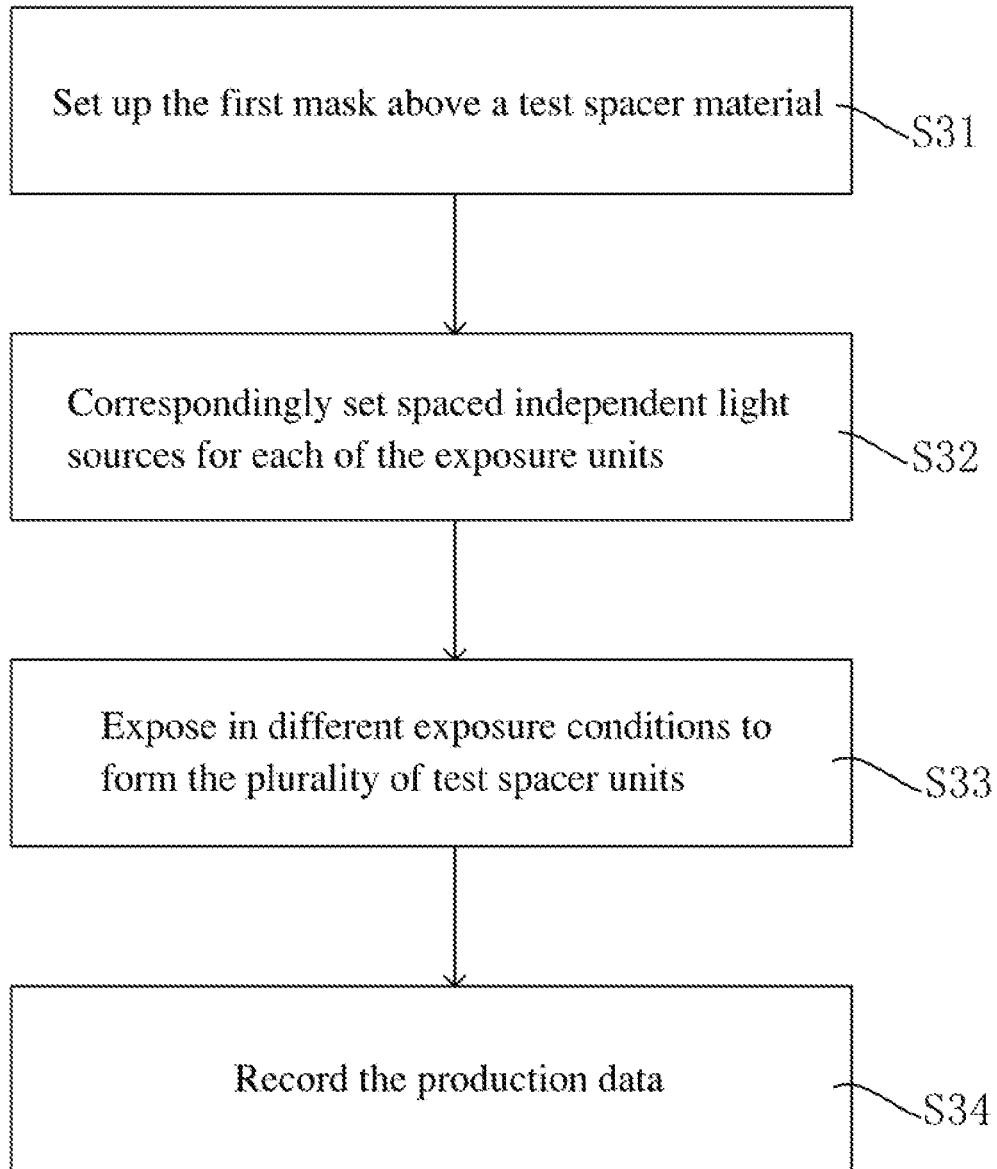 Set up the first mask above a test spacer material
S31
Correspondingly set spaced independent light
sources for each of the exposure units
S32
Expose in different exposure conditions to
form the plurality of test spacer units
S33
Record the production data
S34